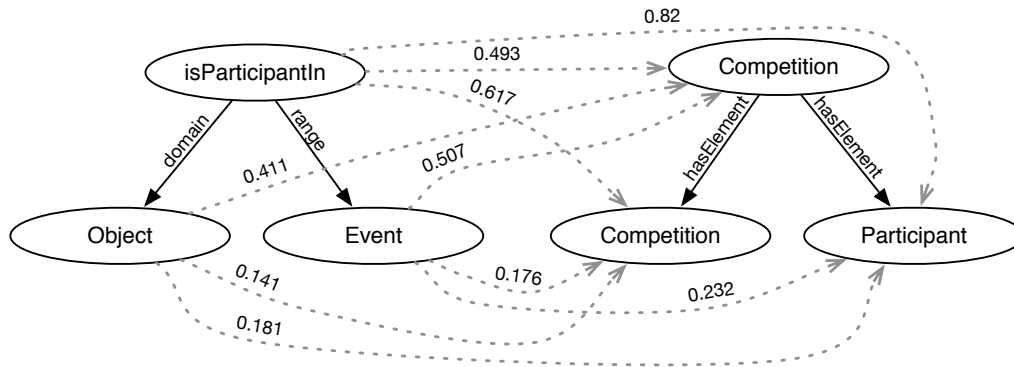 0.82
0.493
isParticipantIn
Competition
0.617
domain
range
hasElement
hasElement
0.411
0.507
Object
Event
Competition
Participant
0.141
0.176
0.232
0.181